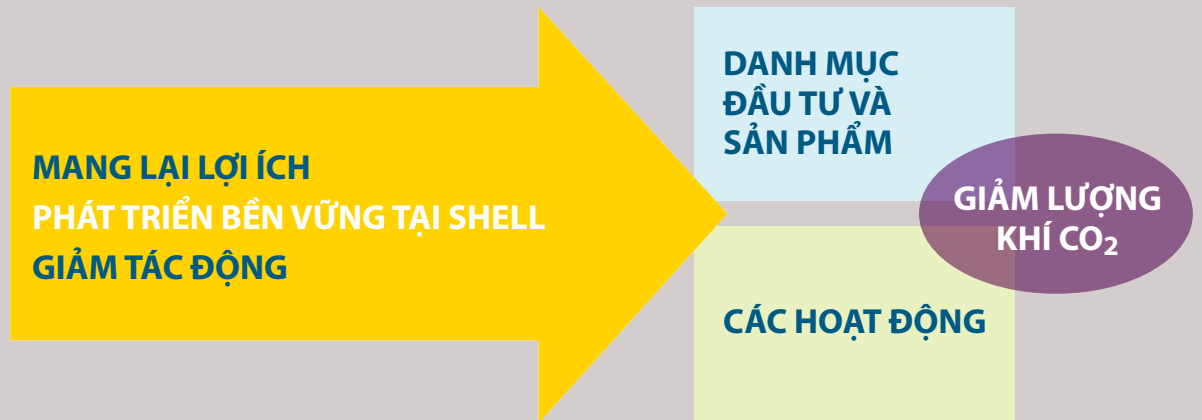 MANG LẠI LỢI ÍCH
PHÁT TRIỂN BỀN VỮNG TẠI SHELL
GIẢM TÁC ĐỘNG
DANH MỤC
ĐẦU TƯ VÀ
SẢN PHẨM
GIẢM LƯỢNG
KHÍ CO₂
CÁC HOẠT ĐỘNG